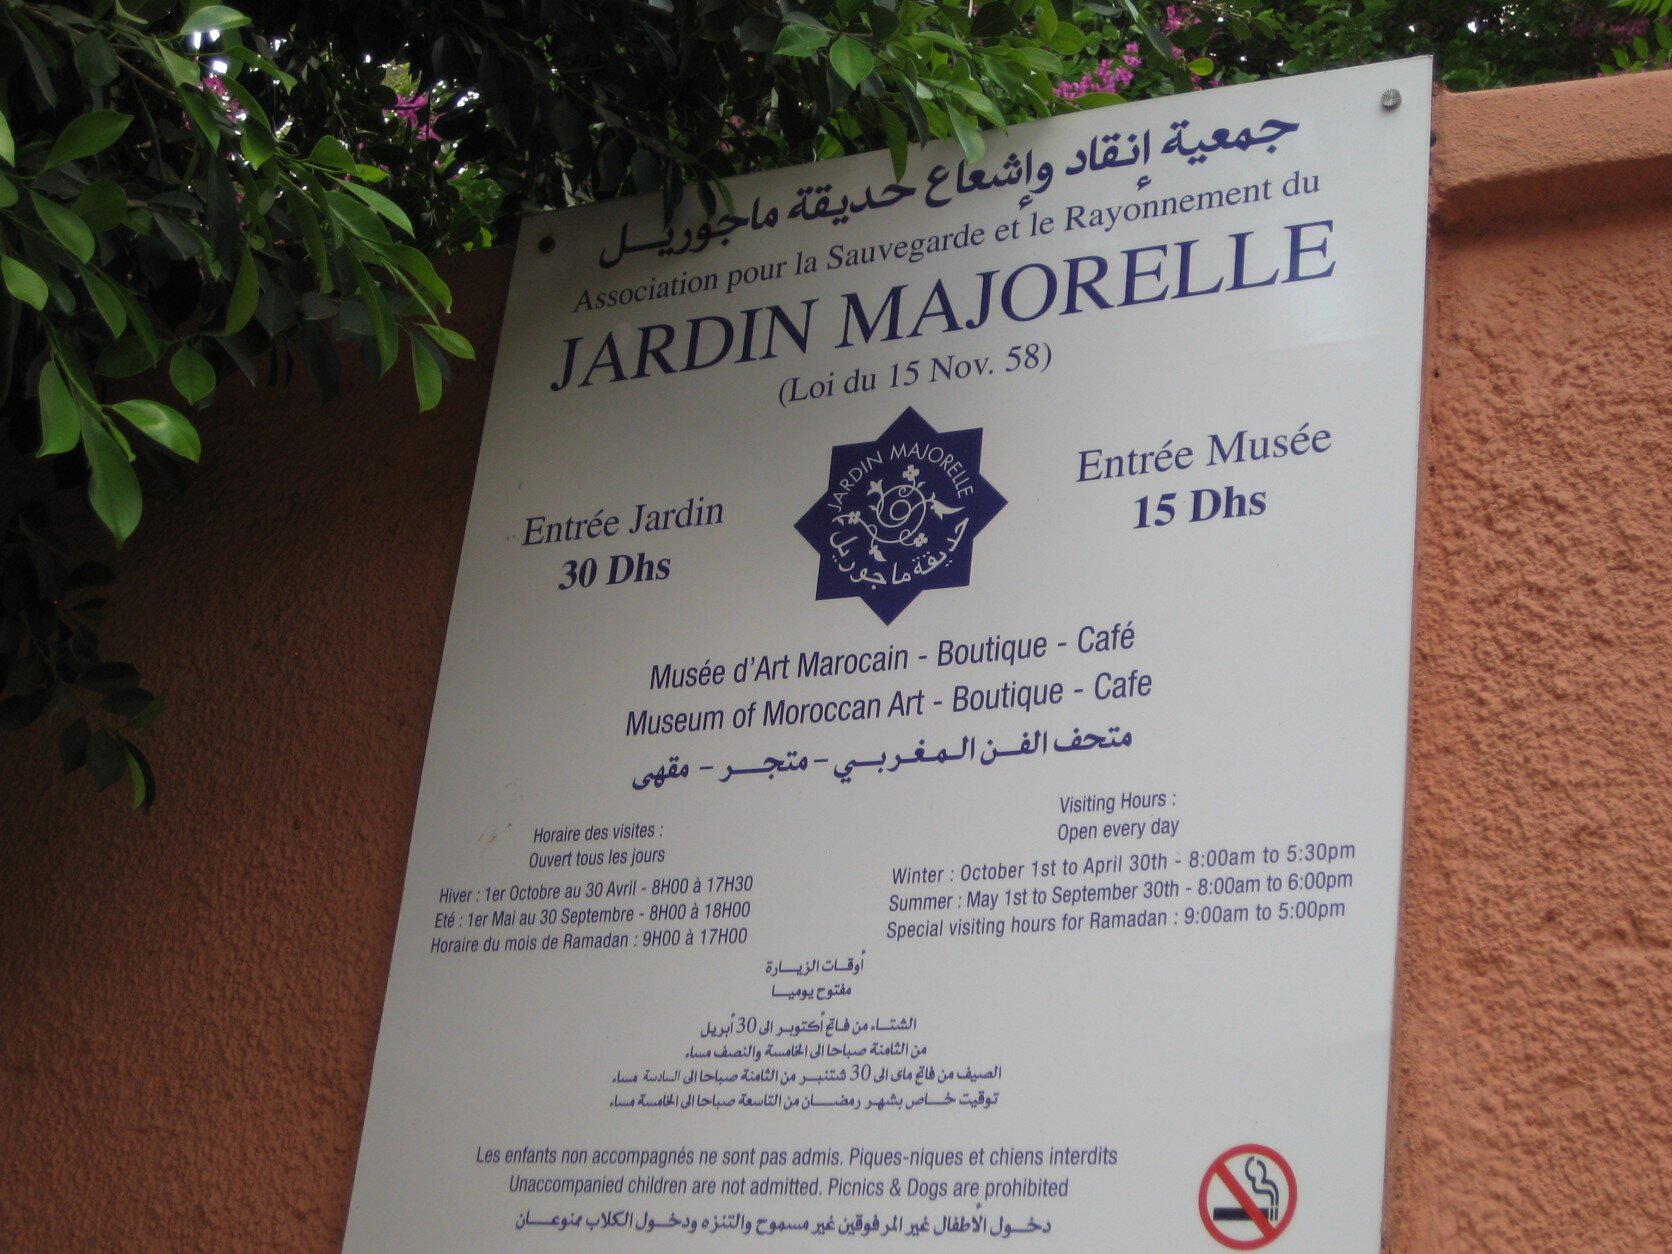 جمعية إنقاد وإشعاع حديقة ماجوريـــل
Association pour la Sauvegarde et le Rayonnement du
JARDIN MAJORELLE
(Loi du 15 Nov. 58)
Entrée Jardin
30 Dhs
JARDIN MAJORELLE
حديقة ماجوريل
Entrée Musée
15 Dhs
Musée d'Art Marocain - Boutique - Café
Museum of Moroccan Art - Boutique - Cafe
متحف الفن المغربي - متجر - مقهى
Horaire des visites :
Ouvert tous les jours
Hiver : 1er Octobre au 30 Avril - 8H00 à 17H30
Eté : 1er Mai au 30 Septembre - 8H00 à 18H00
Horaire du mois de Ramadan : 9H00 à 17H00
Visiting Hours :
Open every day
Winter : October 1st to April 30th - 8:00am to 5:30pm
Summer : May 1st to September 30th - 8:00am to 6:00pm
Special visiting hours for Ramadan : 9:00am to 5:00pm
أوقات الزيارة
مفتوح يوميا
الشتاء من فاتح أكتوبر الى 30 أبريل
من الثامنة صباحا الى الخامسة والنصف مساء
الصيف من فاتح ماى الى 30 شتنبر من الثامنة صباحا الى السادسة مساء
توقيت خاص بشهر رمضان من التاسعة صباحا الى الخامسة مساء
Les enfants non accompagnés ne sont pas admis. Piques-niques et chiens interdits
Unaccompanied children are not admitted. Picnics & Dogs are prohibited
دخول الأطفال غير المرفوقين غير مسموح والتنزه ودخول الكلاب ممنوعان